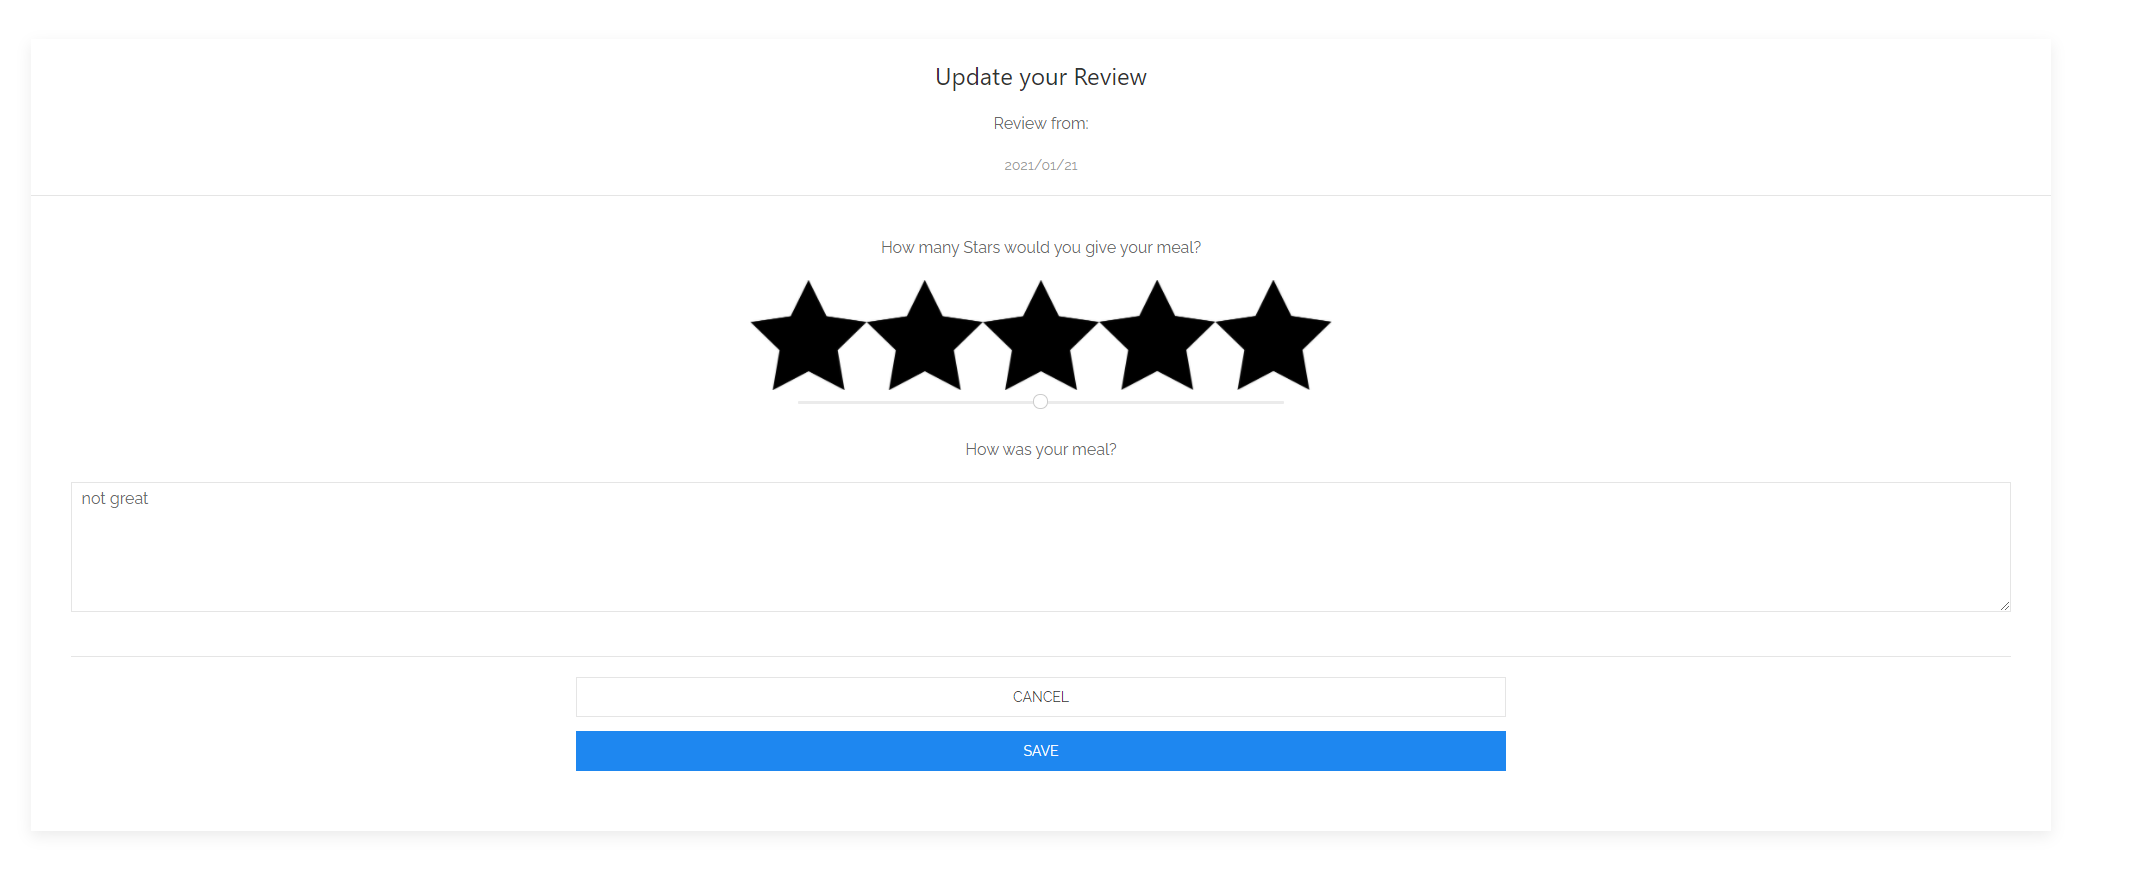 Update your Review
Review from:
2021/01/21
How many Stars would you give your meal?
How was your meal?
not great
CANCEL
SAVE